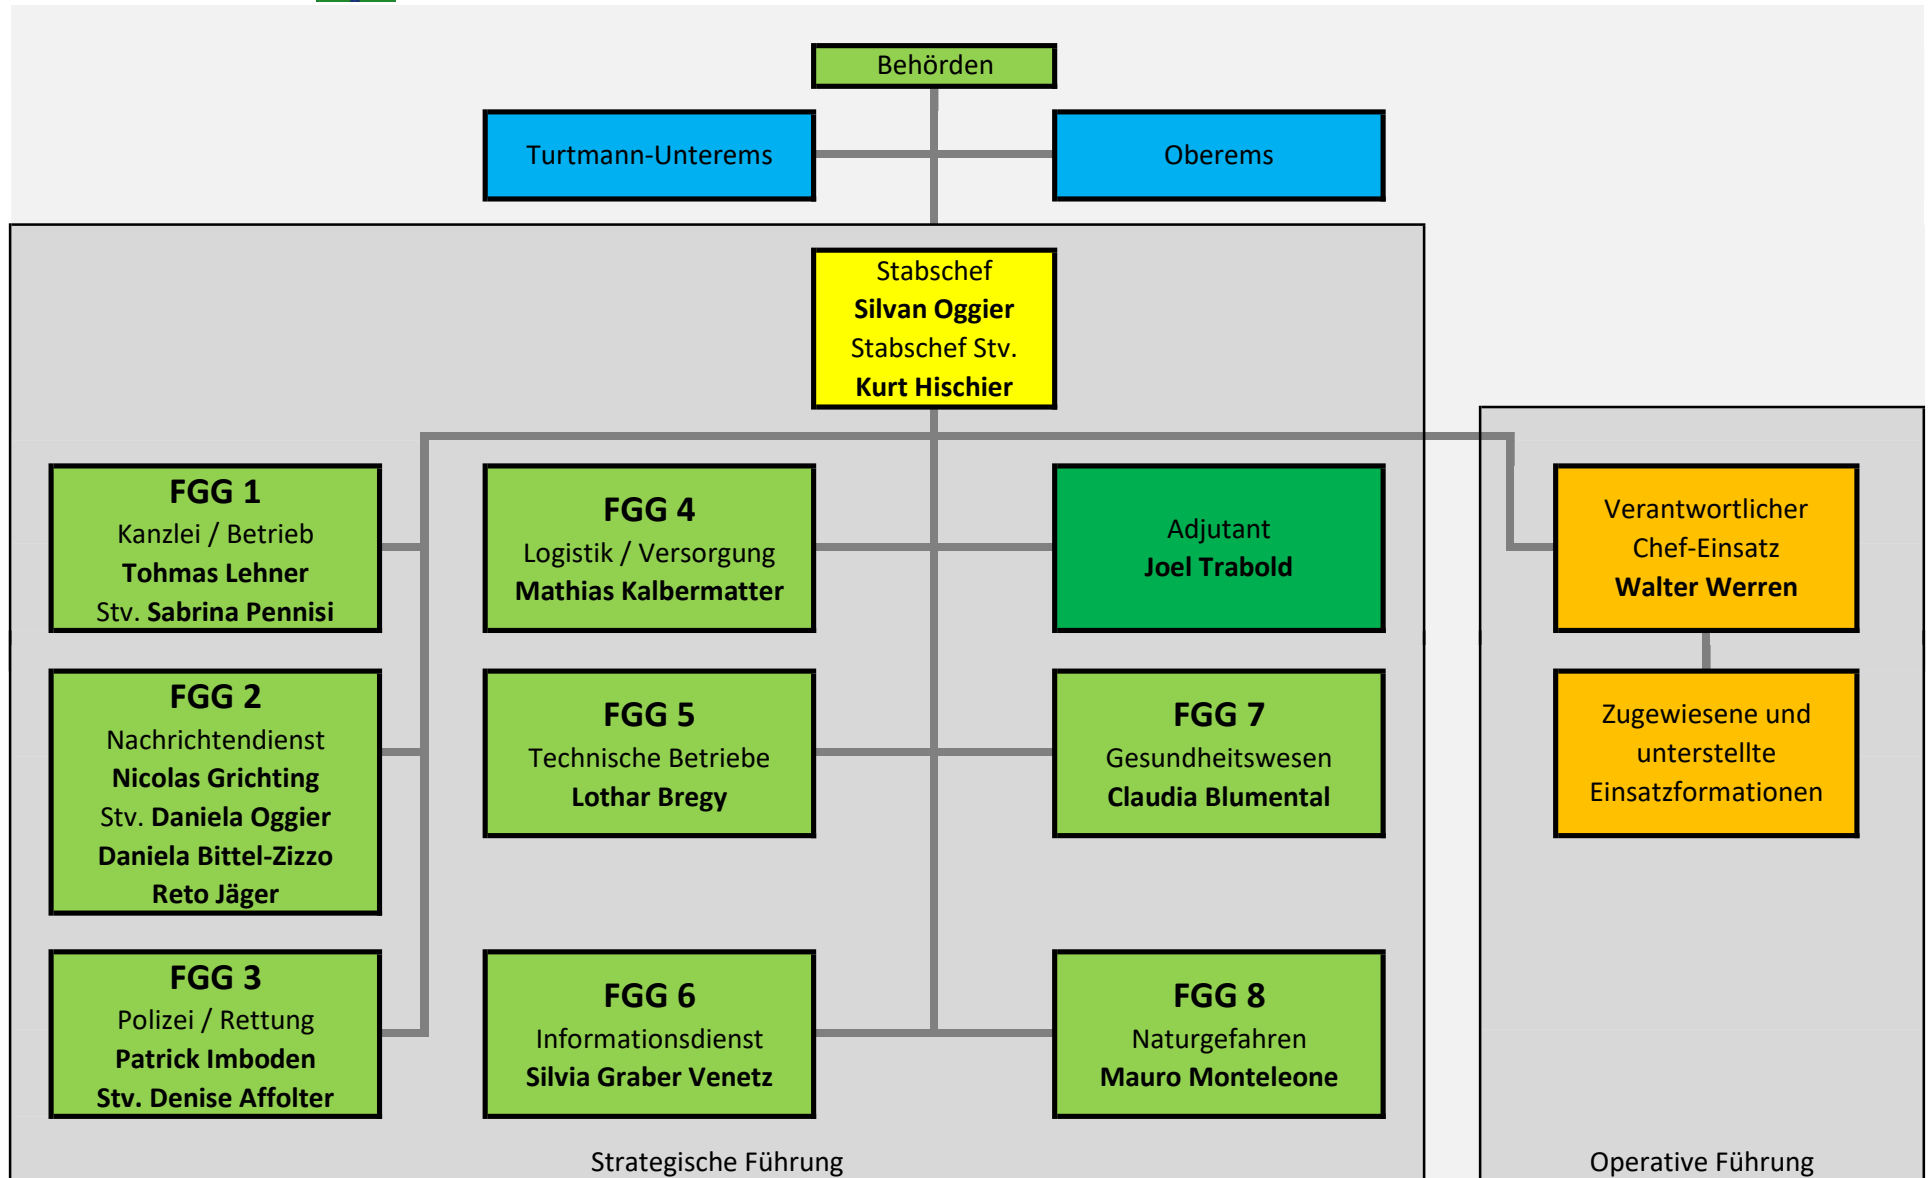 Behörden
Turtmann-Unterems
Oberems
Stabschef
Silvan Oggier
Stabschef Stv.
Kurt Hischier
FGG 1
Kanzlei / Betrieb
Tohmas Lehner
Stv. Sabrina Pennisi
FGG 4
Logistik / Versorgung
Mathias Kalbermatter
Adjutant
Joel Trabold
Verantwortlicher
Chef-Einsatz
Walter Werren
FGG 2
Nachrichtendienst
Nicolas Grichting
Stv. Daniela Oggier
Daniela Bittel-Zizzo
Reto Jäger
FGG 5
Technische Betriebe
Lothar Bregy
FGG 7
Gesundheitswesen
Claudia Blumental
Zugewiesene und
unterstellte
Einsatzformationen
FGG 3
Polizei / Rettung
Patrick Imboden
Stv. Denise Affolter
FGG 6
Informationsdienst
Silvia Graber Venetz
FGG 8
Naturgefahren
Mauro Monteleone
Strategische Führung
Operative Führung